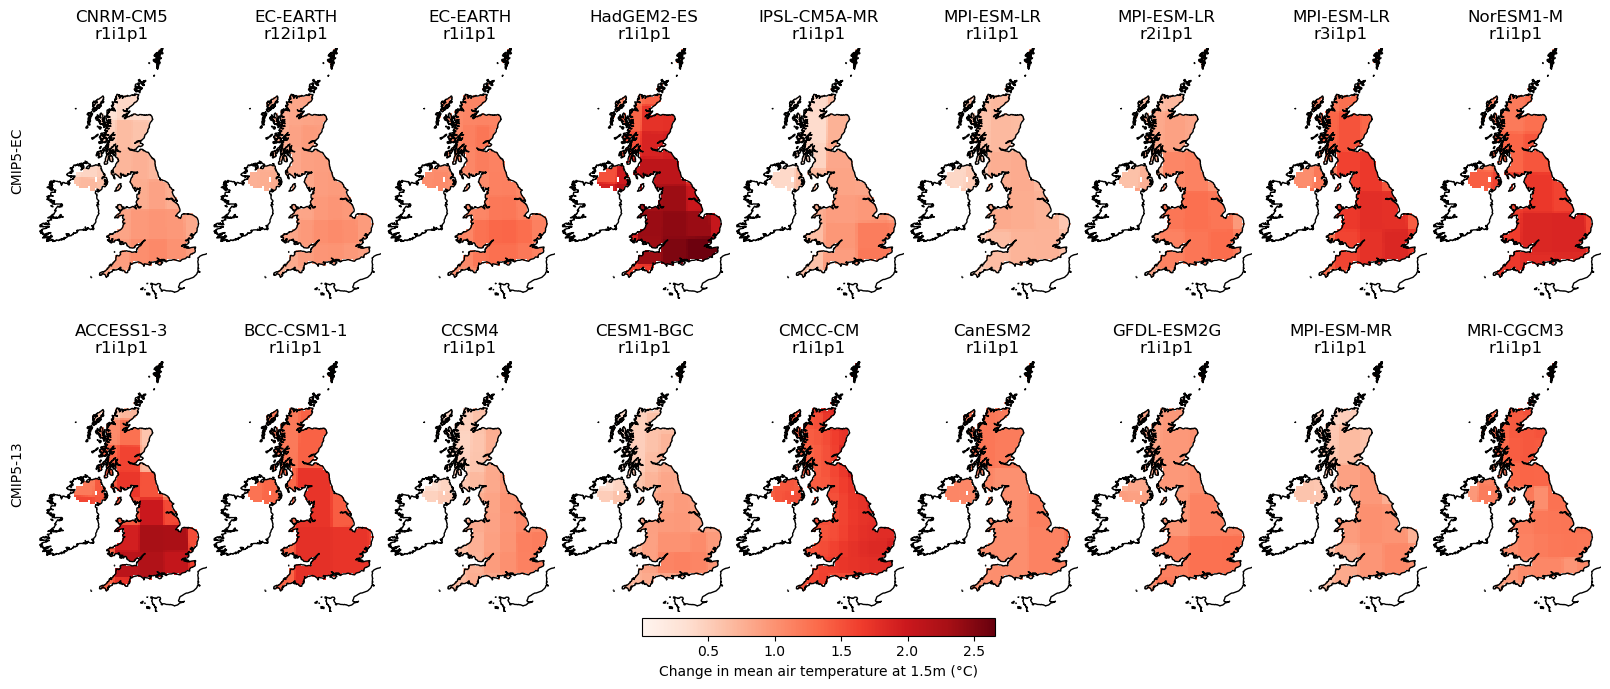 CNRM-CM5
r1i1p1
EC-EARTH
r12i1p1
EC-EARTH
r1i1p1
HadGEM2-ES
r1i1p1
IPSL-CM5A-MR
r1i1p1
MPI-ESM-LR
r1i1p1
MPI-ESM-LR
r2i1p1
MPI-ESM-LR
r3i1p1
NorESM1-M
r1i1p1
CMIP5-EC
ACCESS1-3
r1i1p1
BCC-CSM1-1
r1i1p1
CCSM4
r1i1p1
CESM1-BGC
r1i1p1
CMCC-CM
r1i1p1
CanESM2
r1i1p1
GFDL-ESM2G
r1i1p1
MPI-ESM-MR
r1i1p1
MRI-CGCM3
r1i1p1
CMIP5-13
0.5 1.0 1.5 2.0 2.5
Change in mean air temperature at 1.5m (°C)